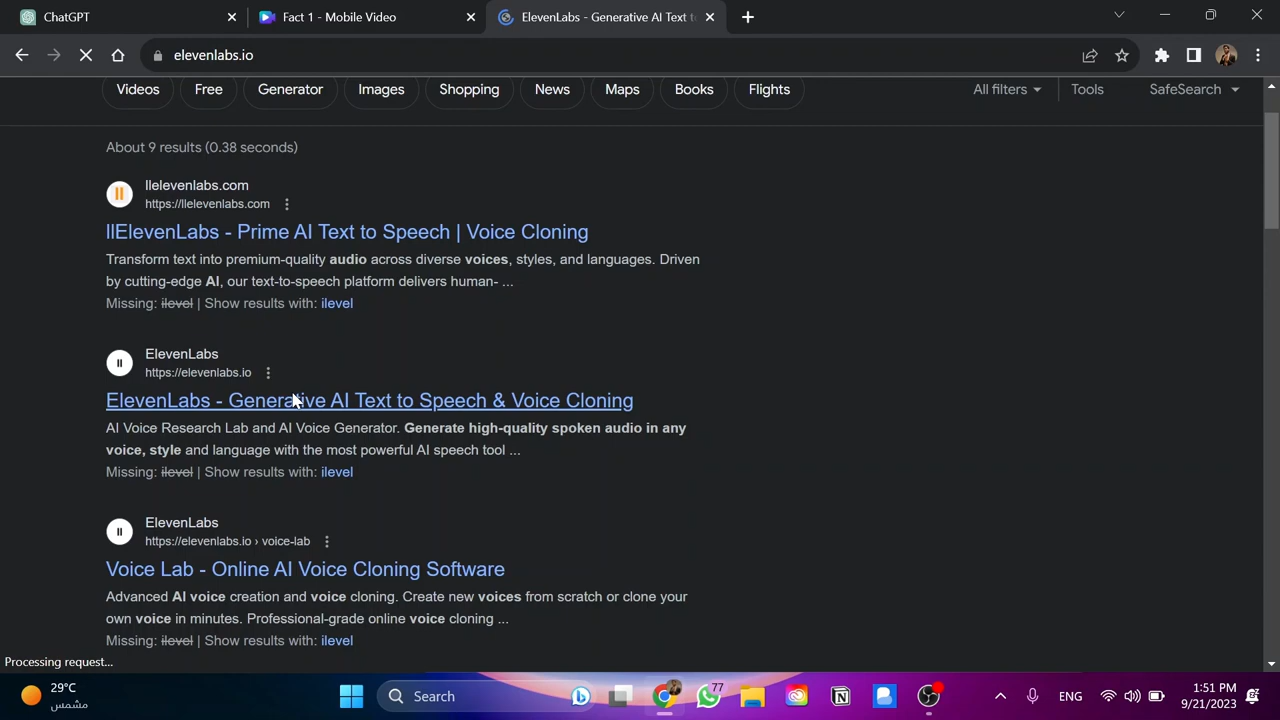 ChatGPT
Fact 1 - Mobile Video
ElevenLabs - Generative AI Text to
elevenlabs.io
Videos
Free
Generator
Images
Shopping
News
Maps
Books
Flights
All filters
Tools
SafeSearch
About 9 results (0.38 seconds)
llelevenlabs.com
https://llelevenlabs.com
llElevenLabs - Prime AI Text to Speech | Voice Cloning
Transform text into premium-quality audio across diverse voices, styles, and languages. Driven
by cutting-edge AI, our text-to-speech platform delivers human- ...
Missing: ilevel | Show results with: ilevel
ElevenLabs
https://elevenlabs.io
ElevenLabs - Generative AI Text to Speech & Voice Cloning
AI Voice Research Lab and AI Voice Generator. Generate high-quality spoken audio in any
voice, style and language with the most powerful AI speech tool ...
Missing: ilevel | Show results with: ilevel
ElevenLabs
https://elevenlabs.io › voice-lab
Voice Lab - Online AI Voice Cloning Software
Advanced AI voice creation and voice cloning. Create new voices from scratch or clone your
own voice in minutes. Professional-grade online voice cloning ...
Missing: ilevel | Show results with: ilevel
Processing request...
29°C
مشمس
Search
77
ENG
1:51 PM
9/21/2023